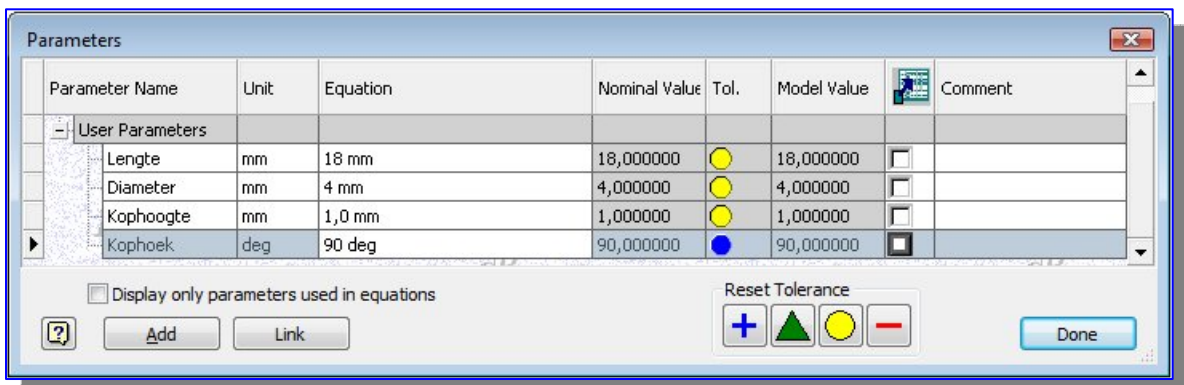 Parameters
Parameter Name Unit Equation Nominal Value Tol. Model Value Comment
User Parameters
Lengte mm 18 mm 18,000000 18,000000
Diameter mm 4 mm 4,000000 4,000000
Kophoogte mm 1,0 mm 1,000000 1,000000
Kophoek deg 90 deg 90,000000 90,000000
Display only parameters used in equations
Reset Tolerance
Add Link Done